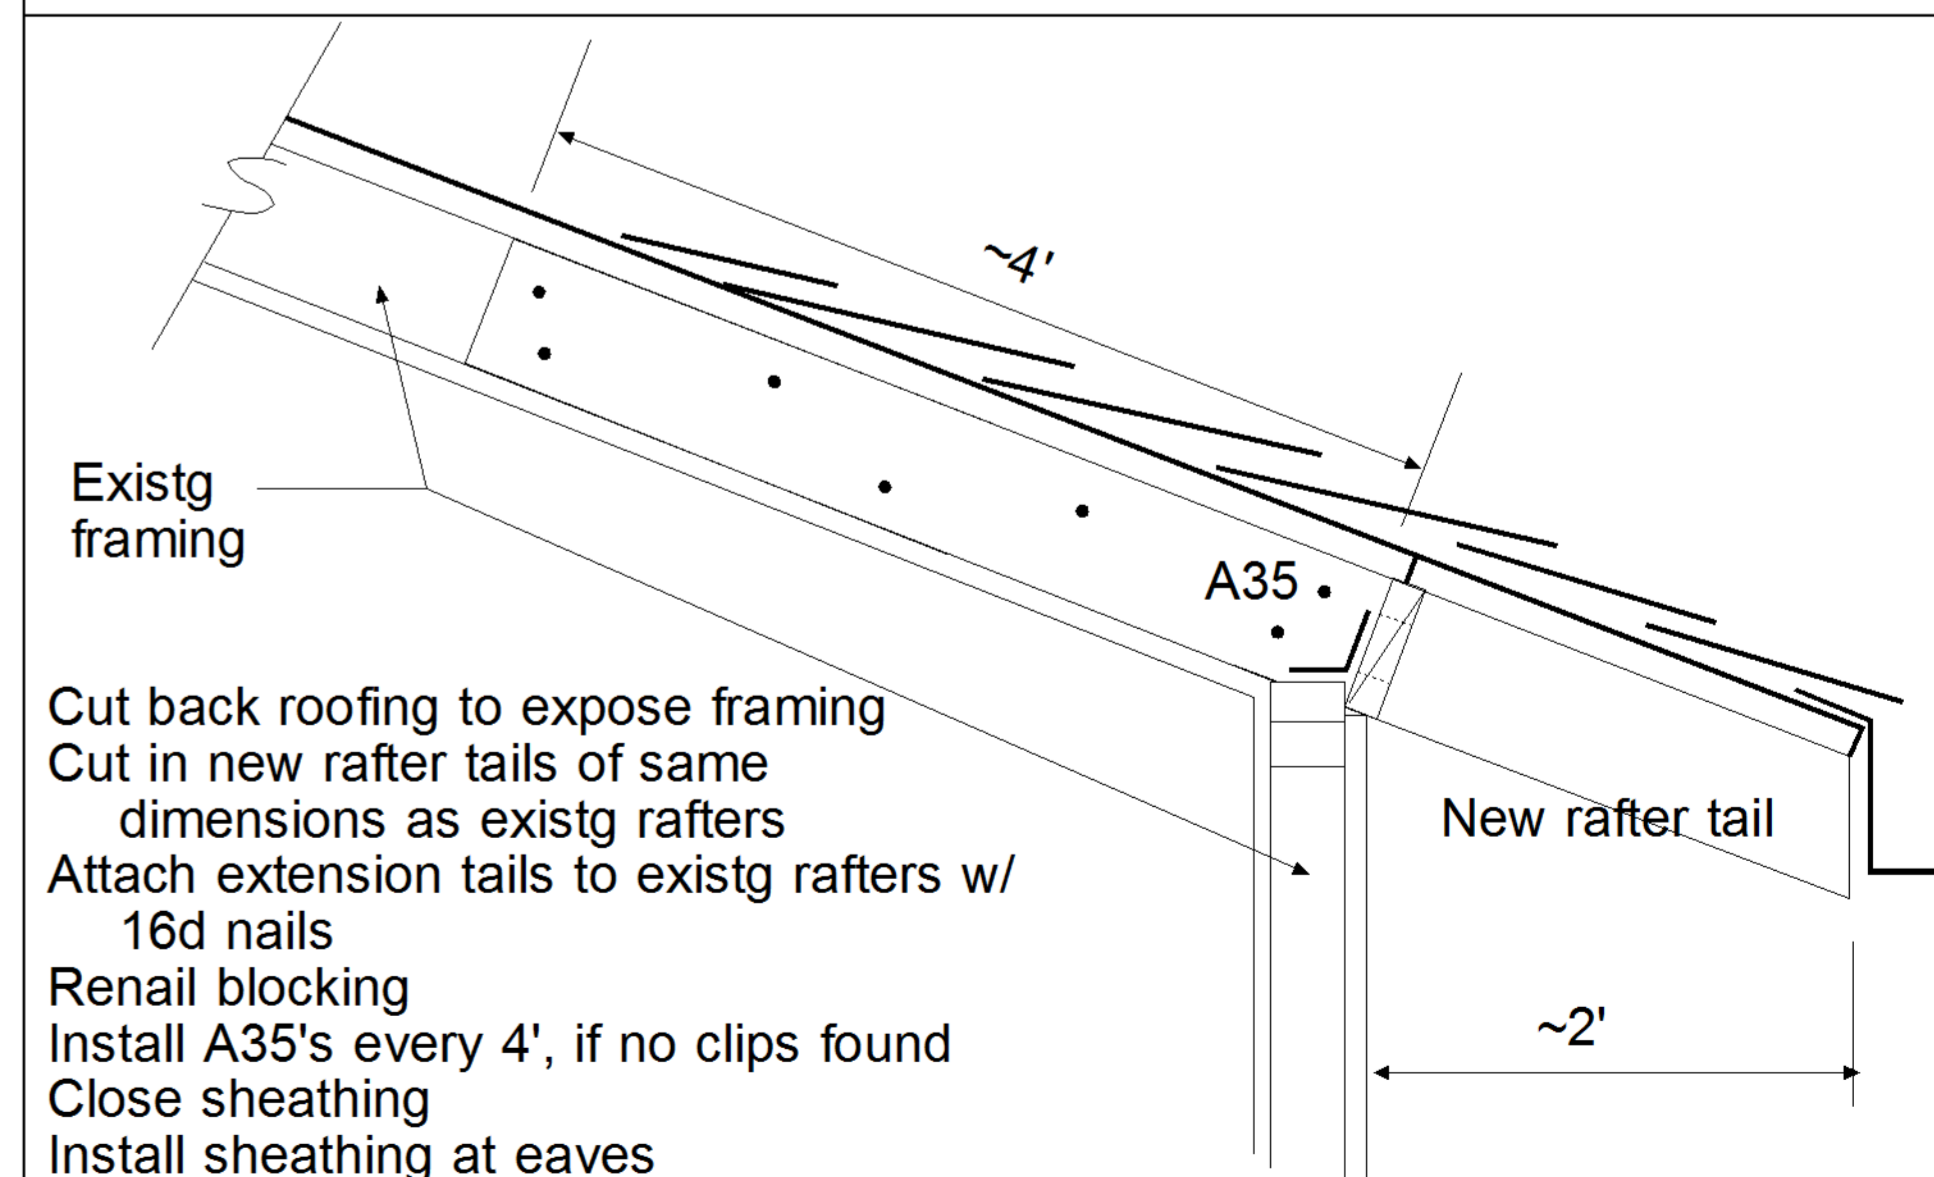 ~4'
Existg
framing
A35
Cut back roofing to expose framing
Cut in new rafter tails of same
dimensions as existg rafters
Attach extension tails to existg rafters w/
16d nails
Renail blocking
Install A35's every 4', if no clips found
Close sheathing
Install sheathing at eaves
New rafter tail
~2'